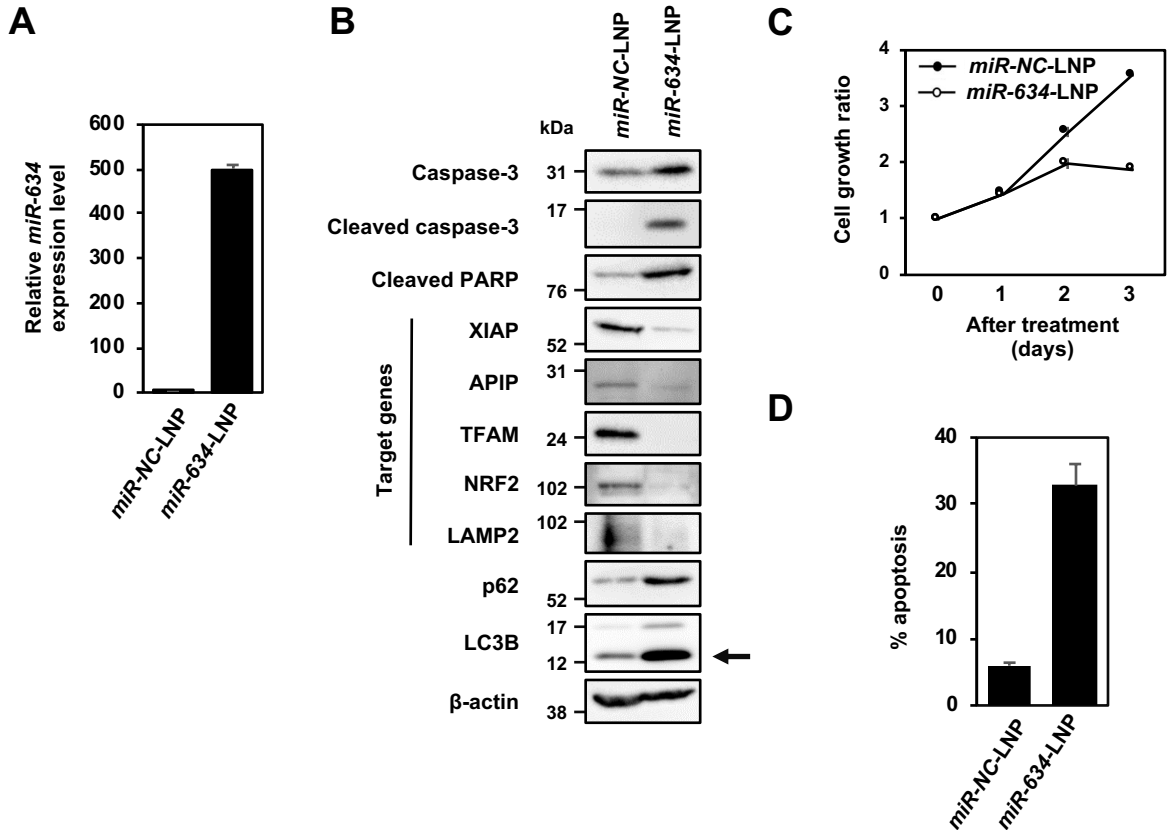 A
Relative miR-634
expression level
600
500
400
300
200
100
0
miR-NC-LNP
miR-634-LNP
B
miR-NC-LNP
miR-634-LNP
kDa
Caspase-3
31
Cleaved caspase-3
17
Cleaved PARP
76
Target genes
XIAP
52
APIP
31
TFAM
24
NRF2
102
LAMP2
102
p62
52
LC3B
17
12
β-actin
38
C
Cell growth ratio
4
3
2
1
0
miR-NC-LNP
miR-634-LNP
0 1 2 3
After treatment
(days)
D
% apoptosis
40
30
20
10
0
miR-NC-LNP
miR-634-LNP